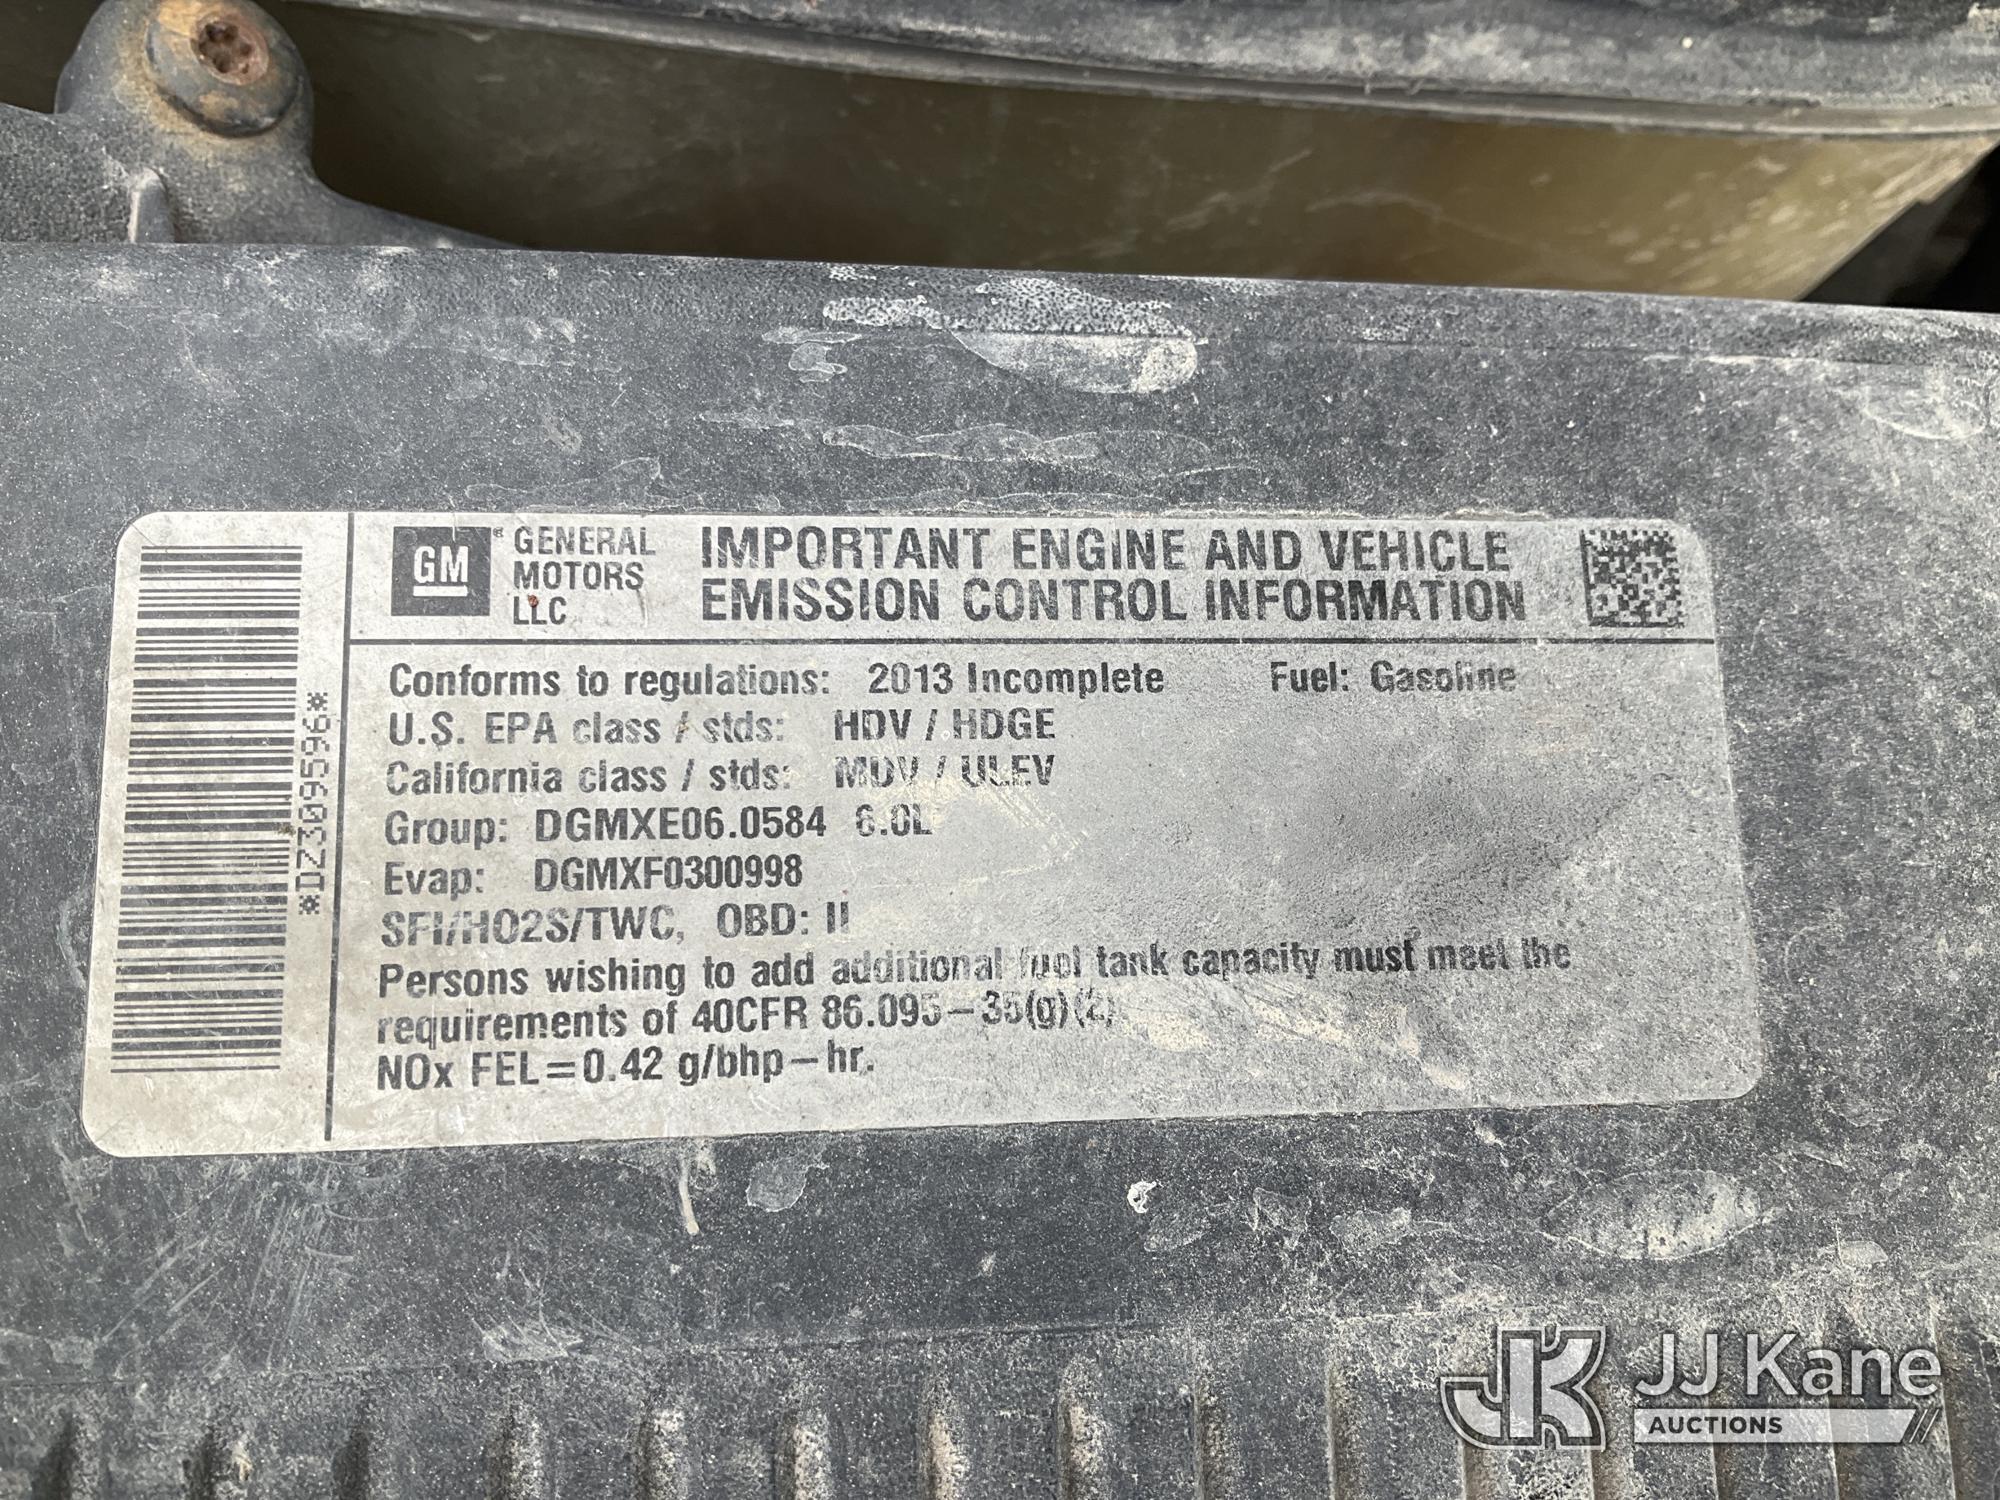 *DZ3095596*
GM
GENERAL
MOTORS
LLC
IMPORTANT ENGINE AND VEHICLE
EMISSION CONTROL INFORMATION
Conforms to regulations: 2013 Incomplete Fuel: Gasoline
U.S. EPA class / stds: HDV / HDGE
California class / stds: MDV / ULEV
Group: DGMXE06.0584 6.0L
Evap: DGMXF0300998
SFI/HO2S/TWC, OBD: II
Persons wishing to add additional fuel tank capacity must meet the
requirements of 40CFR 86.095-35(g)(2)
NOx FEL=0.42 g/bhp-hr.
JK JJ Kane
AUCTIONS